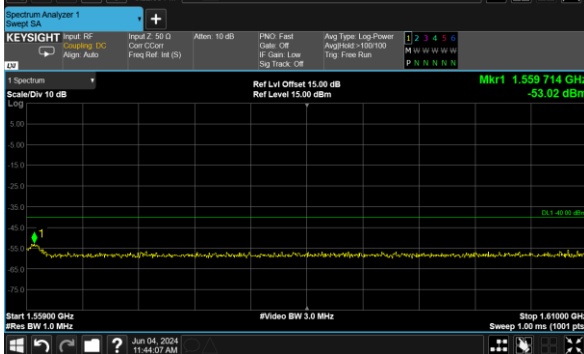 Spectrum Analyzer 1
Swept SA
+
KEYSIGHT Input: RF Input Z: 50 Ω Atten: 10 dB PNO: Fast Avg Type: Log-Power 1 2 3 4 5 6
Coupling: DC Corr CCorr Gate: Off Avg|Hold:>100/100 M W W W W W
Align: Auto Freq Ref: Int (S) IF Gain: Low Trig: Free Run P N N N N N
LXI Sig Track: Off
1 Spectrum Ref Lvl Offset 15.00 dB Mkr1 1.559 714 GHz
Scale/Div 10 dB Ref Level 15.00 dBm -53.02 dBm
Log
5.00
-5.00
-15.0
-25.0
-35.0
DL1 -40.00 dBm
-45.0
1
-55.0
-65.0
-75.0
Start 1.55900 GHz #Video BW 3.0 MHz Stop 1.61000 GHz
#Res BW 1.0 MHz Sweep 1.00 ms (1001 pts)
? Jun 04, 2024
11:44:07 AM